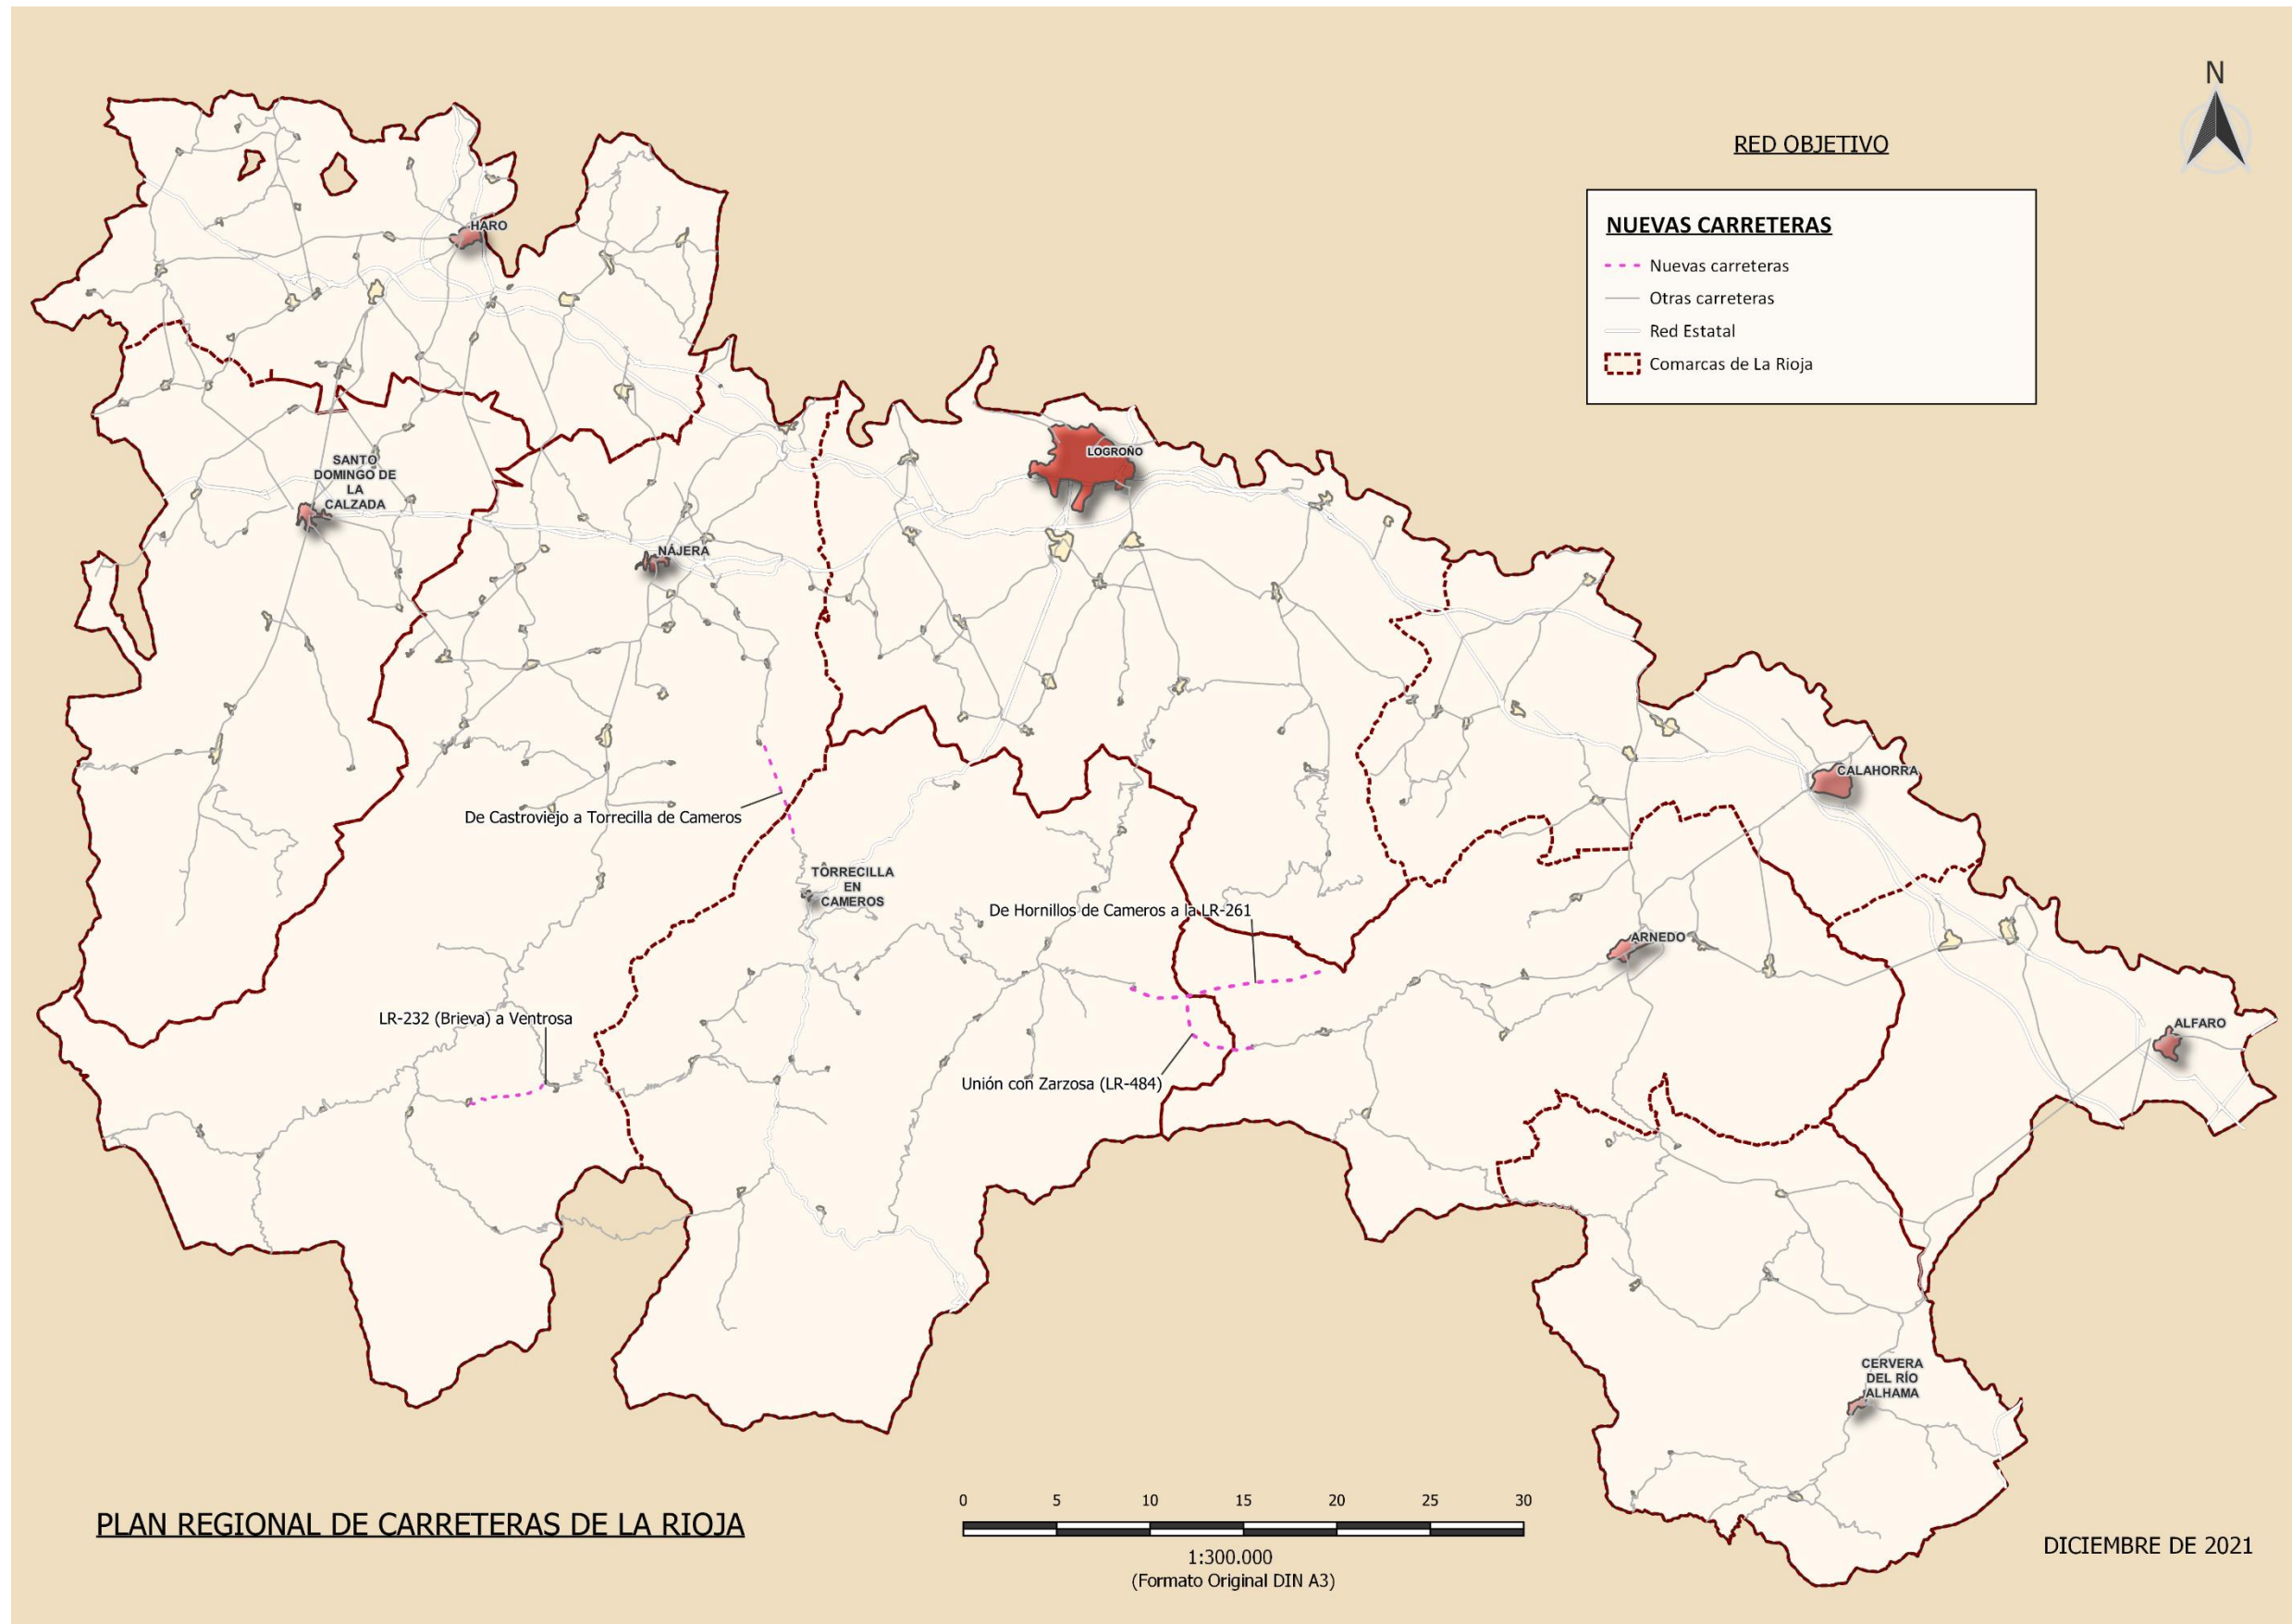 N
RED OBJETIVO
NUEVAS CARRETERAS
Nuevas carreteras
Otras carreteras
Red Estatal
Comarcas de La Rioja
HARO
SANTO
DOMINGO DE
LA
CALZADA
LOGROÑO
NÁJERA
CALAHORRA
De Castroviejo a Torrecilla de Cameros
TORRECILLA
EN
CAMEROS
De Hornillos de Cameros a la LR-261
ARNEDO
LR-232 (Brieva) a Ventrosa
ALFARO
Unión con Zarzosa (LR-484)
CERVERA
DEL RÍO
ALHAMA
0 5 10 15 20 25 30
1:300.000
(Formato Original DIN A3)
PLAN REGIONAL DE CARRETERAS DE LA RIOJA
DICIEMBRE DE 2021